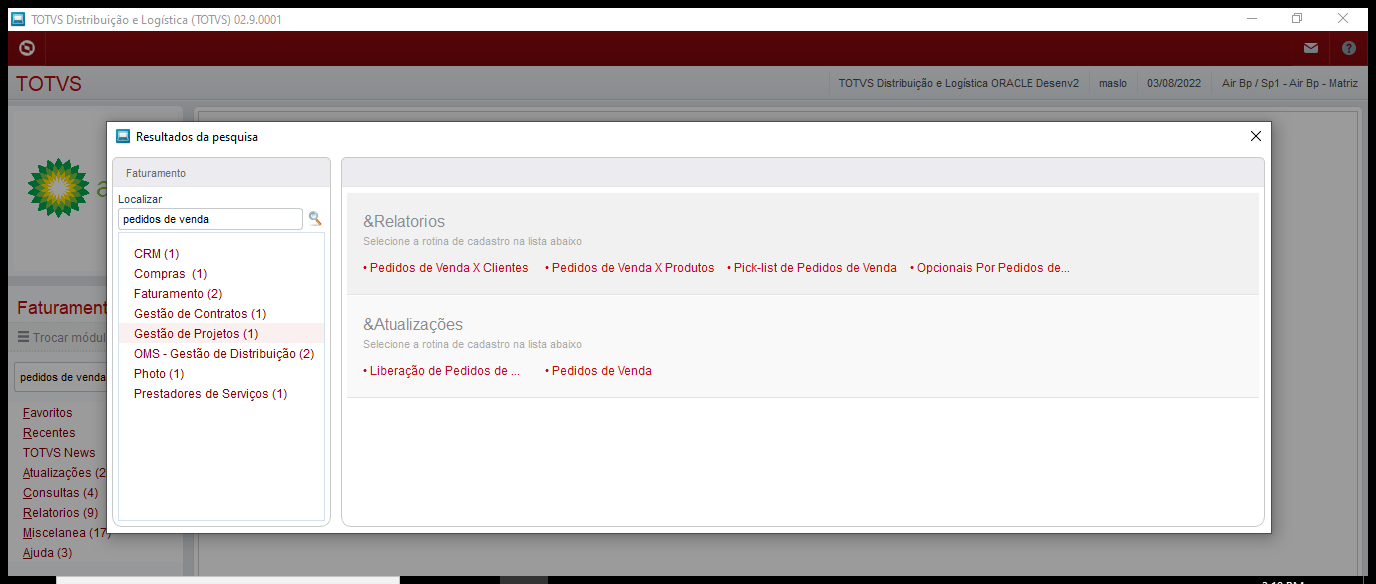 TOTVS Distribuição e Logística (TOTVS) 02.9.0001
TOTVS
TOTVS Distribuição e Logística ORACLE Desenv2
maslo
03/08/2022
Air Bp / Sp1 - Air Bp - Matriz
Resultados da pesquisa
Faturamento
Localizar
pedidos de venda
CRM (1)
Compras (1)
Faturamento (2)
Gestão de Contratos (1)
Gestão de Projetos (1)
OMS - Gestão de Distribuição (2)
Photo (1)
Prestadores de Serviços (1)
&Relatorios
Selecione a rotina de cadastro na lista abaixo
• Pedidos de Venda X Clientes • Pedidos de Venda X Produtos • Pick-list de Pedidos de Venda • Opcionais Por Pedidos de...
&Atualizações
Selecione a rotina de cadastro na lista abaixo
• Liberação de Pedidos de ... • Pedidos de Venda
Faturament
Trocar módul
pedidos de venda
Favoritos
Recentes
TOTVS News
Atualizações (2
Consultas (4)
Relatorios (9)
Miscelanea (17)
Ajuda (3)